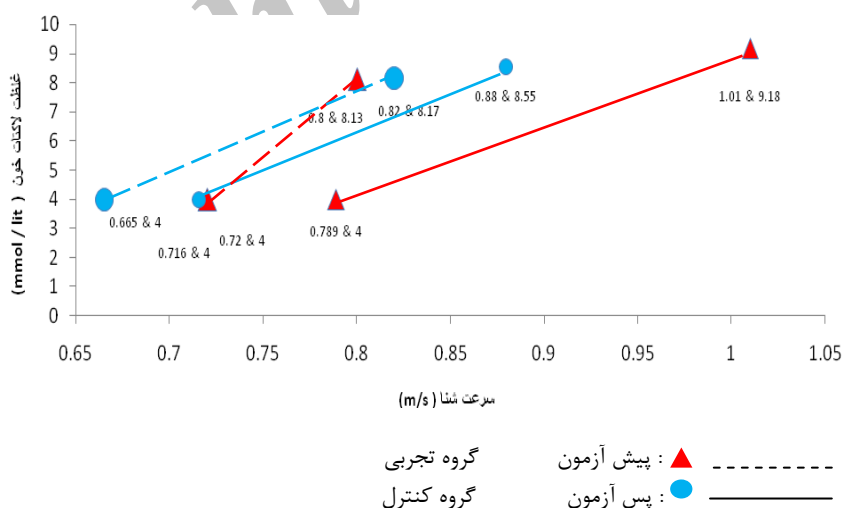 10
9
8
7
6
5
4
3
2
1
0
غلظت لاکتات خون ( mmol / lit)
0.8 & 8.13
0.82 & 8.17
0.88 & 8.55
1.01 & 9.18
0.665 & 4
0.716 & 4
0.72 & 4
0.789 & 4
0.65 0.7 0.75 0.8 0.85 0.9 0.95 1 1.05
سرعت شنا ( m/s)
گروه تجربی : پیش آزمون
گروه کنترل : پس آزمون